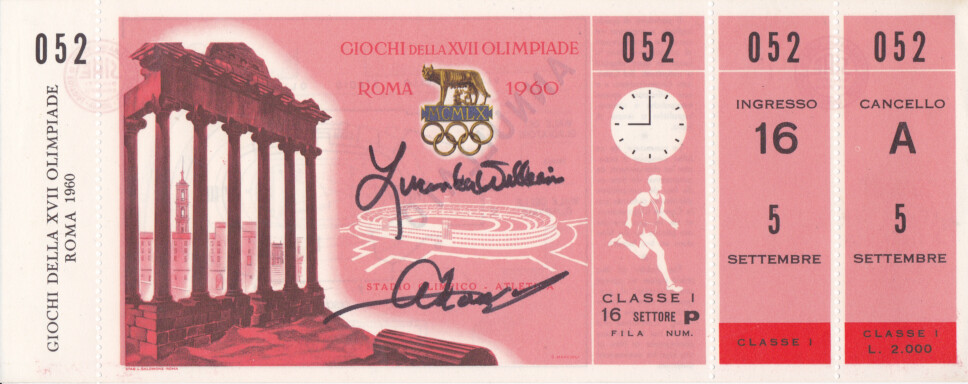 052
GIOCHI DELLA XVII OLIMPIADE
ROMA 1960
GIOCHI DELLA XVII OLIMPIADE
ROMA 1960
MCMLX
STADIO OLIMPICO - ATLETICA
052
CLASSE I
16 SETTORE P
FILA NUM.
052
INGRESSO
16
5
SETTEMBRE
CLASSE I
052
CANCELLO
A
5
SETTEMBRE
CLASSE I
L. 2.000